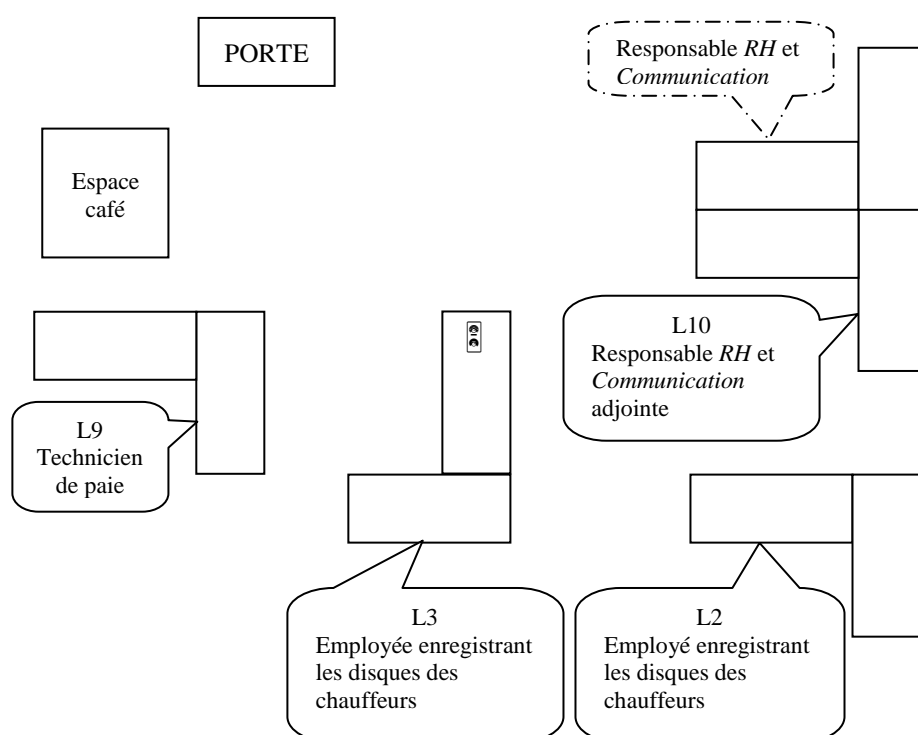 PORTE
Responsable RH et
Communication
Espace
café
L10
Responsable RH et
Communication
adjointe
L9
Technicien
de paie
L3
Employée enregistrant
les disques des
chauffeurs
L2
Employé enregistrant
les disques des
chauffeurs